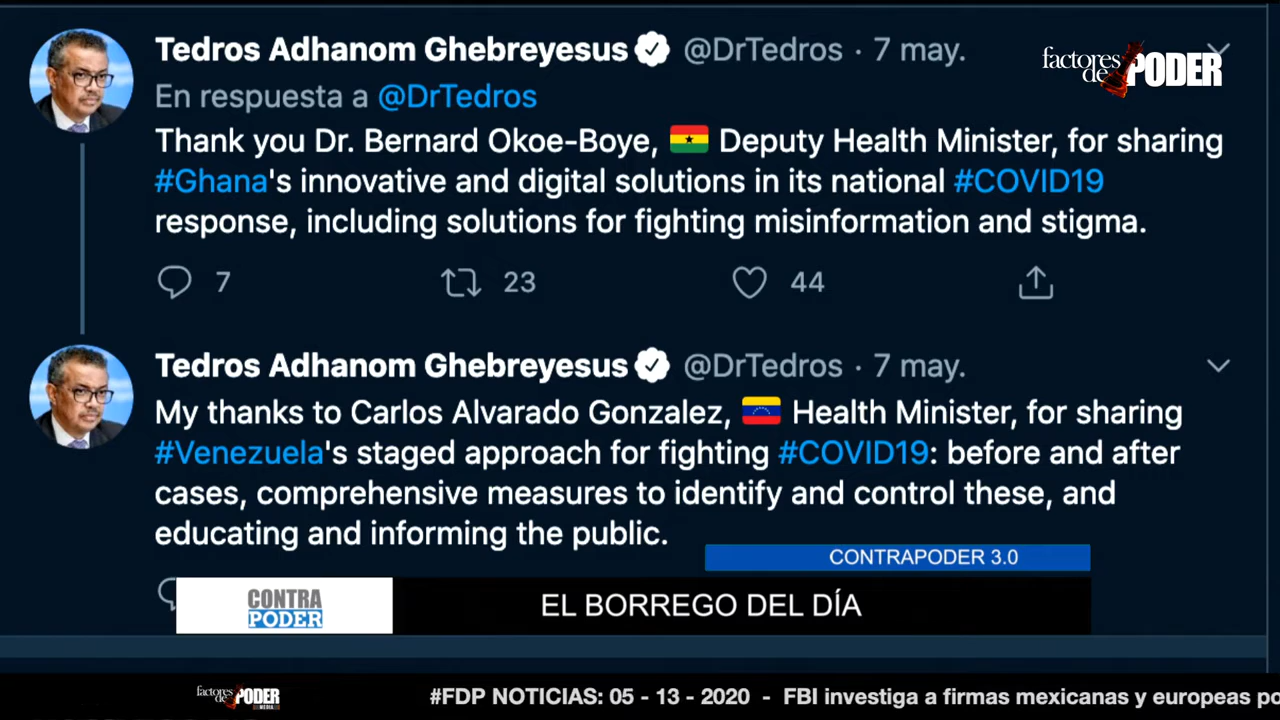 Tedros Adhanom Ghebreyesus @DrTedros · 7 may.
factores de PODER
En respuesta a @DrTedros
Thank you Dr. Bernard Okoe-Boye, Deputy Health Minister, for sharing
#Ghana's innovative and digital solutions in its national #COVID19
response, including solutions for fighting misinformation and stigma.
7 23 44
Tedros Adhanom Ghebreyesus @DrTedros · 7 may.
My thanks to Carlos Alvarado Gonzalez, Health Minister, for sharing
#Venezuela's staged approach for fighting #COVID19: before and after
cases, comprehensive measures to identify and control these, and
educating and informing the public.
CONTRAPODER 3.0
CONTRA
PODER
EL BORREGO DEL DÍA
factores de PODER
MEDIA
#FDP NOTICIAS: 05 - 13 - 2020 - FBI investiga a firmas mexicanas y europeas po